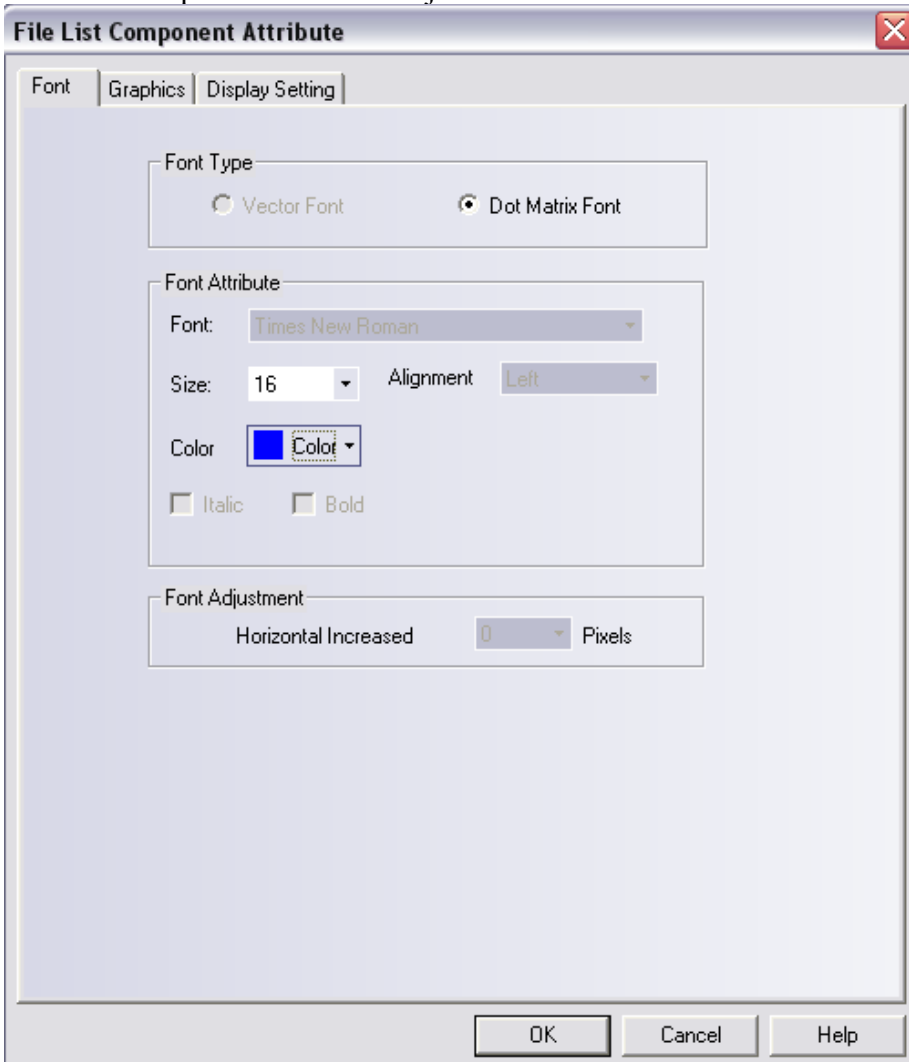 File List Component Attribute
Font Graphics Display Setting
Font Type
Vector Font Dot Matrix Font
Font Attribute
Font: Times New Roman
Size: 16 Alignment Left
Color Color
Italic Bold
Font Adjustment
Horizontal Increased 0 Pixels
OK Cancel Help